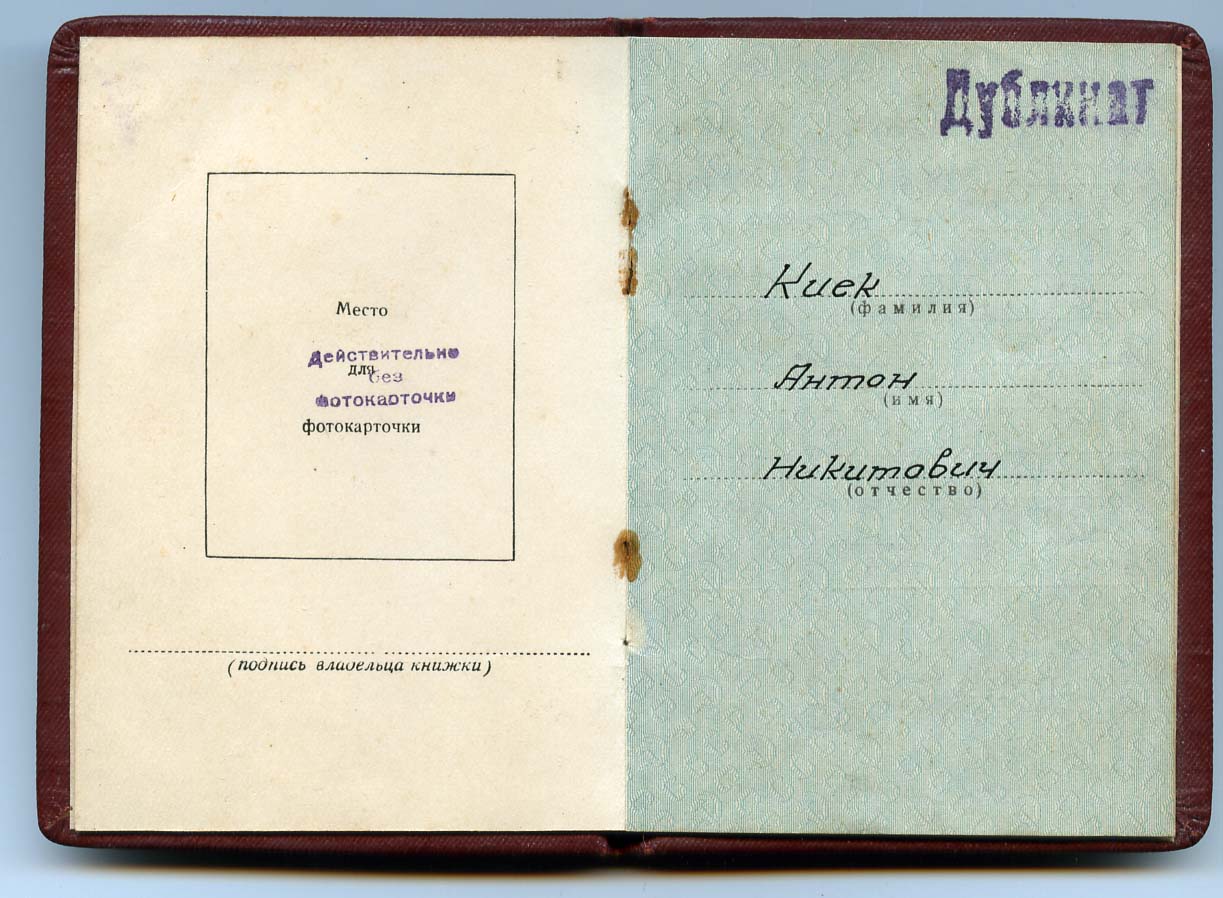 Место
Действительно
для
без
фотокарточки
фотокарточки
(подпись владельца книжки)
Дубликат
Киек
(фамилия)
Антон
(имя)
Никитович
(отчество)